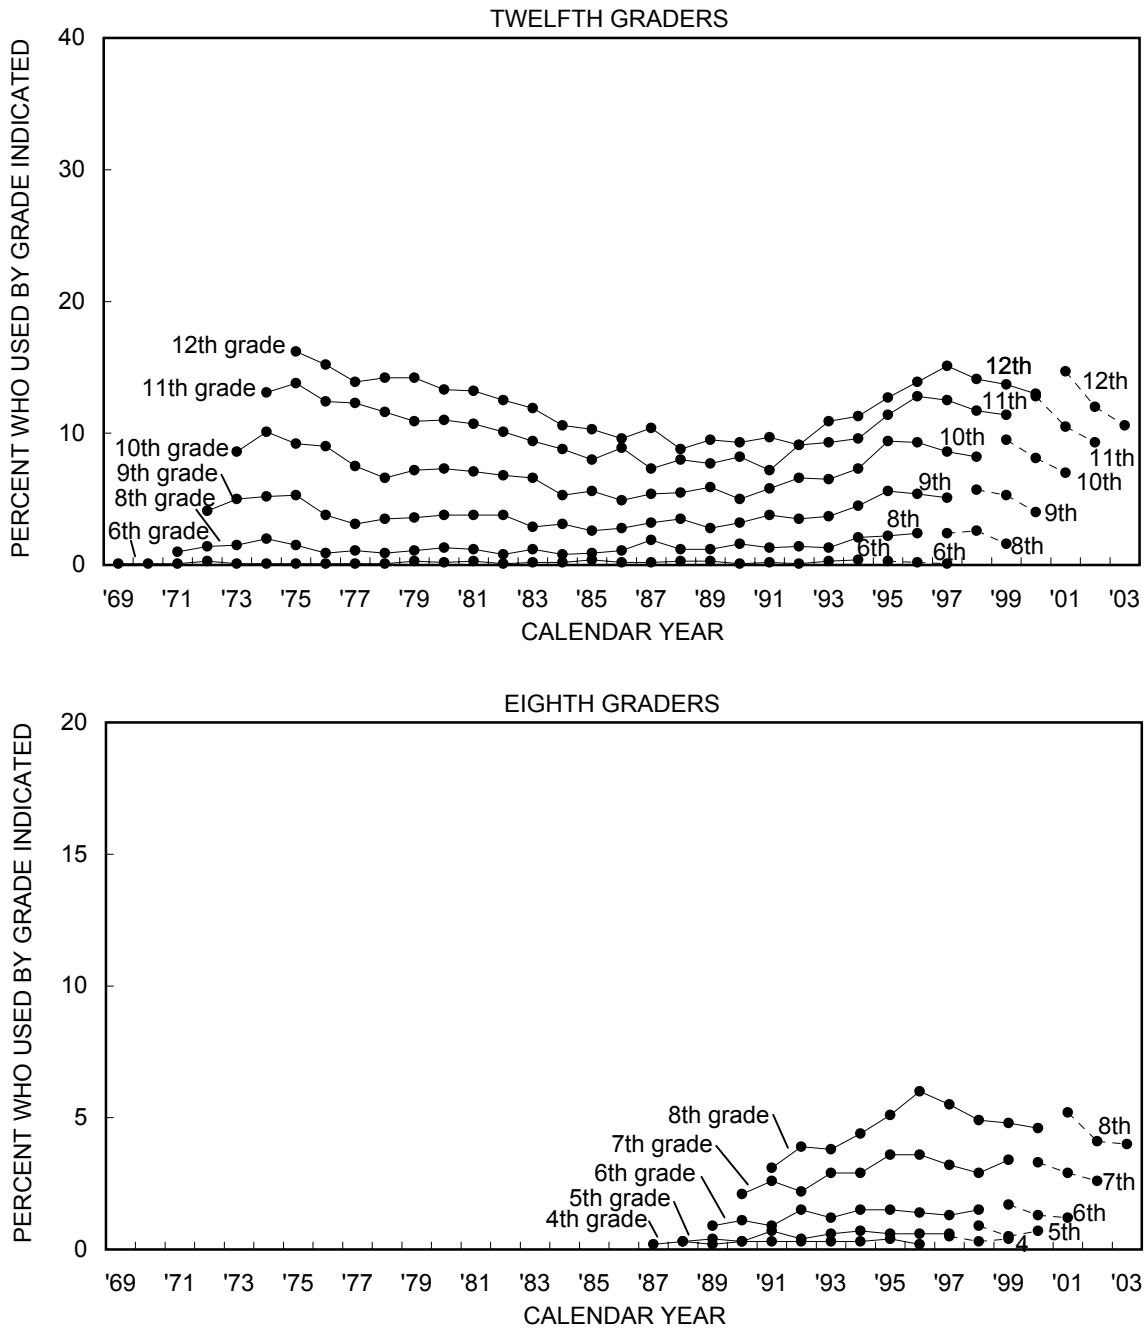 TWELFTH GRADERS
PERCENT WHO USED BY GRADE INDICATED
40
30
20
10
0
12th grade
11th grade
10th grade
9th grade
8th grade
6th grade
12th
11th
10th
9th
8th
6th
6th
12th
11th
10th
9th
8th
'69 '71 '73 '75 '77 '79 '81 '83 '85 '87 '89 '91 '93 '95 '97 '99 '01 '03
CALENDAR YEAR
EIGHTH GRADERS
PERCENT WHO USED BY GRADE INDICATED
20
15
10
5
0
8th grade
7th grade
6th grade
5th grade
4th grade
8th
7th
6th
5th
4
'69 '71 '73 '75 '77 '79 '81 '83 '85 '87 '89 '91 '93 '95 '97 '99 '01 '03
CALENDAR YEAR